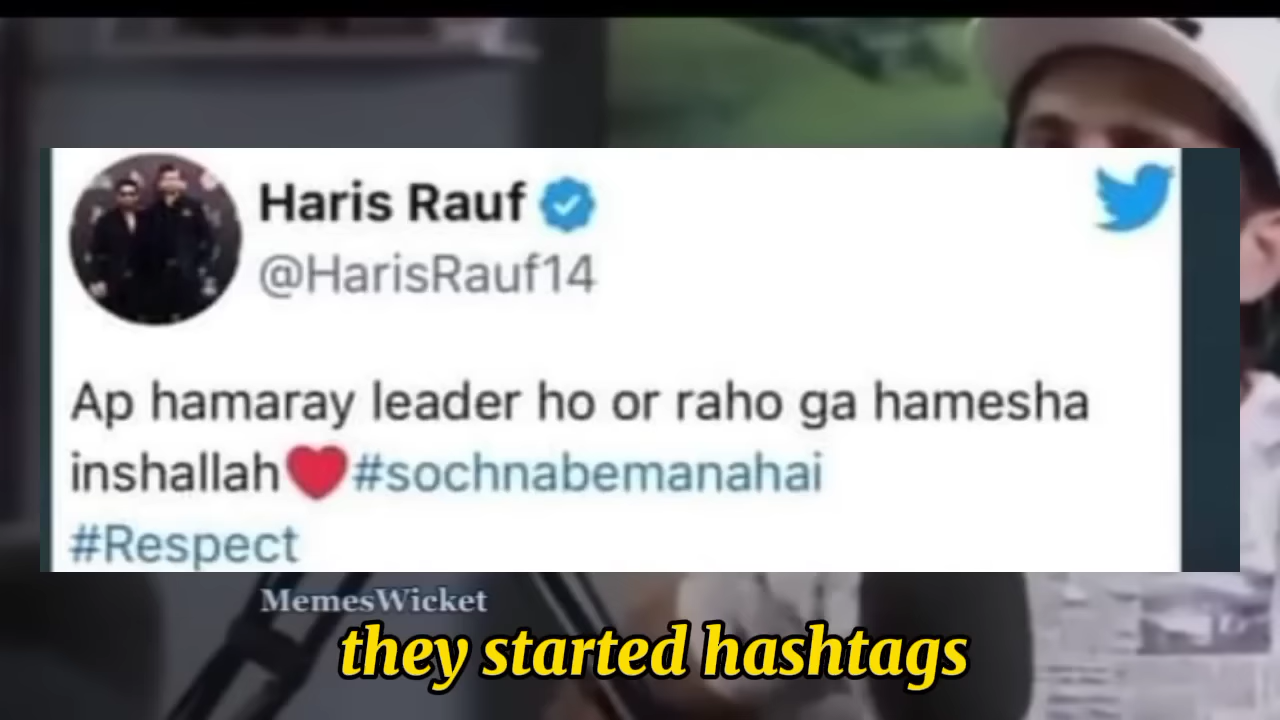 Haris Rauf
@HarisRauf14
Ap hamaray leader ho or raho ga hamesha
inshallah❤️#sochnabemanahai
#Respect
MemesWicket
they started hashtags